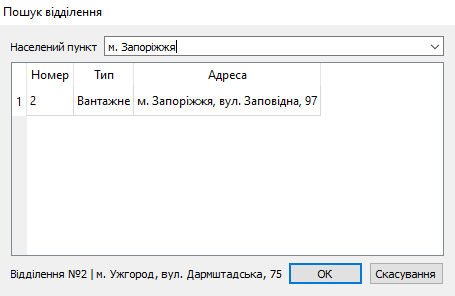 Пошук відділення
Населений пункт м. Запоріжжя
Номер Тип Адреса
1 2 Вантажне м. Запоріжжя, вул. Заповідна, 97
Відділення №2 | м. Ужгород, вул. Дармштадська, 75 OK Скасування